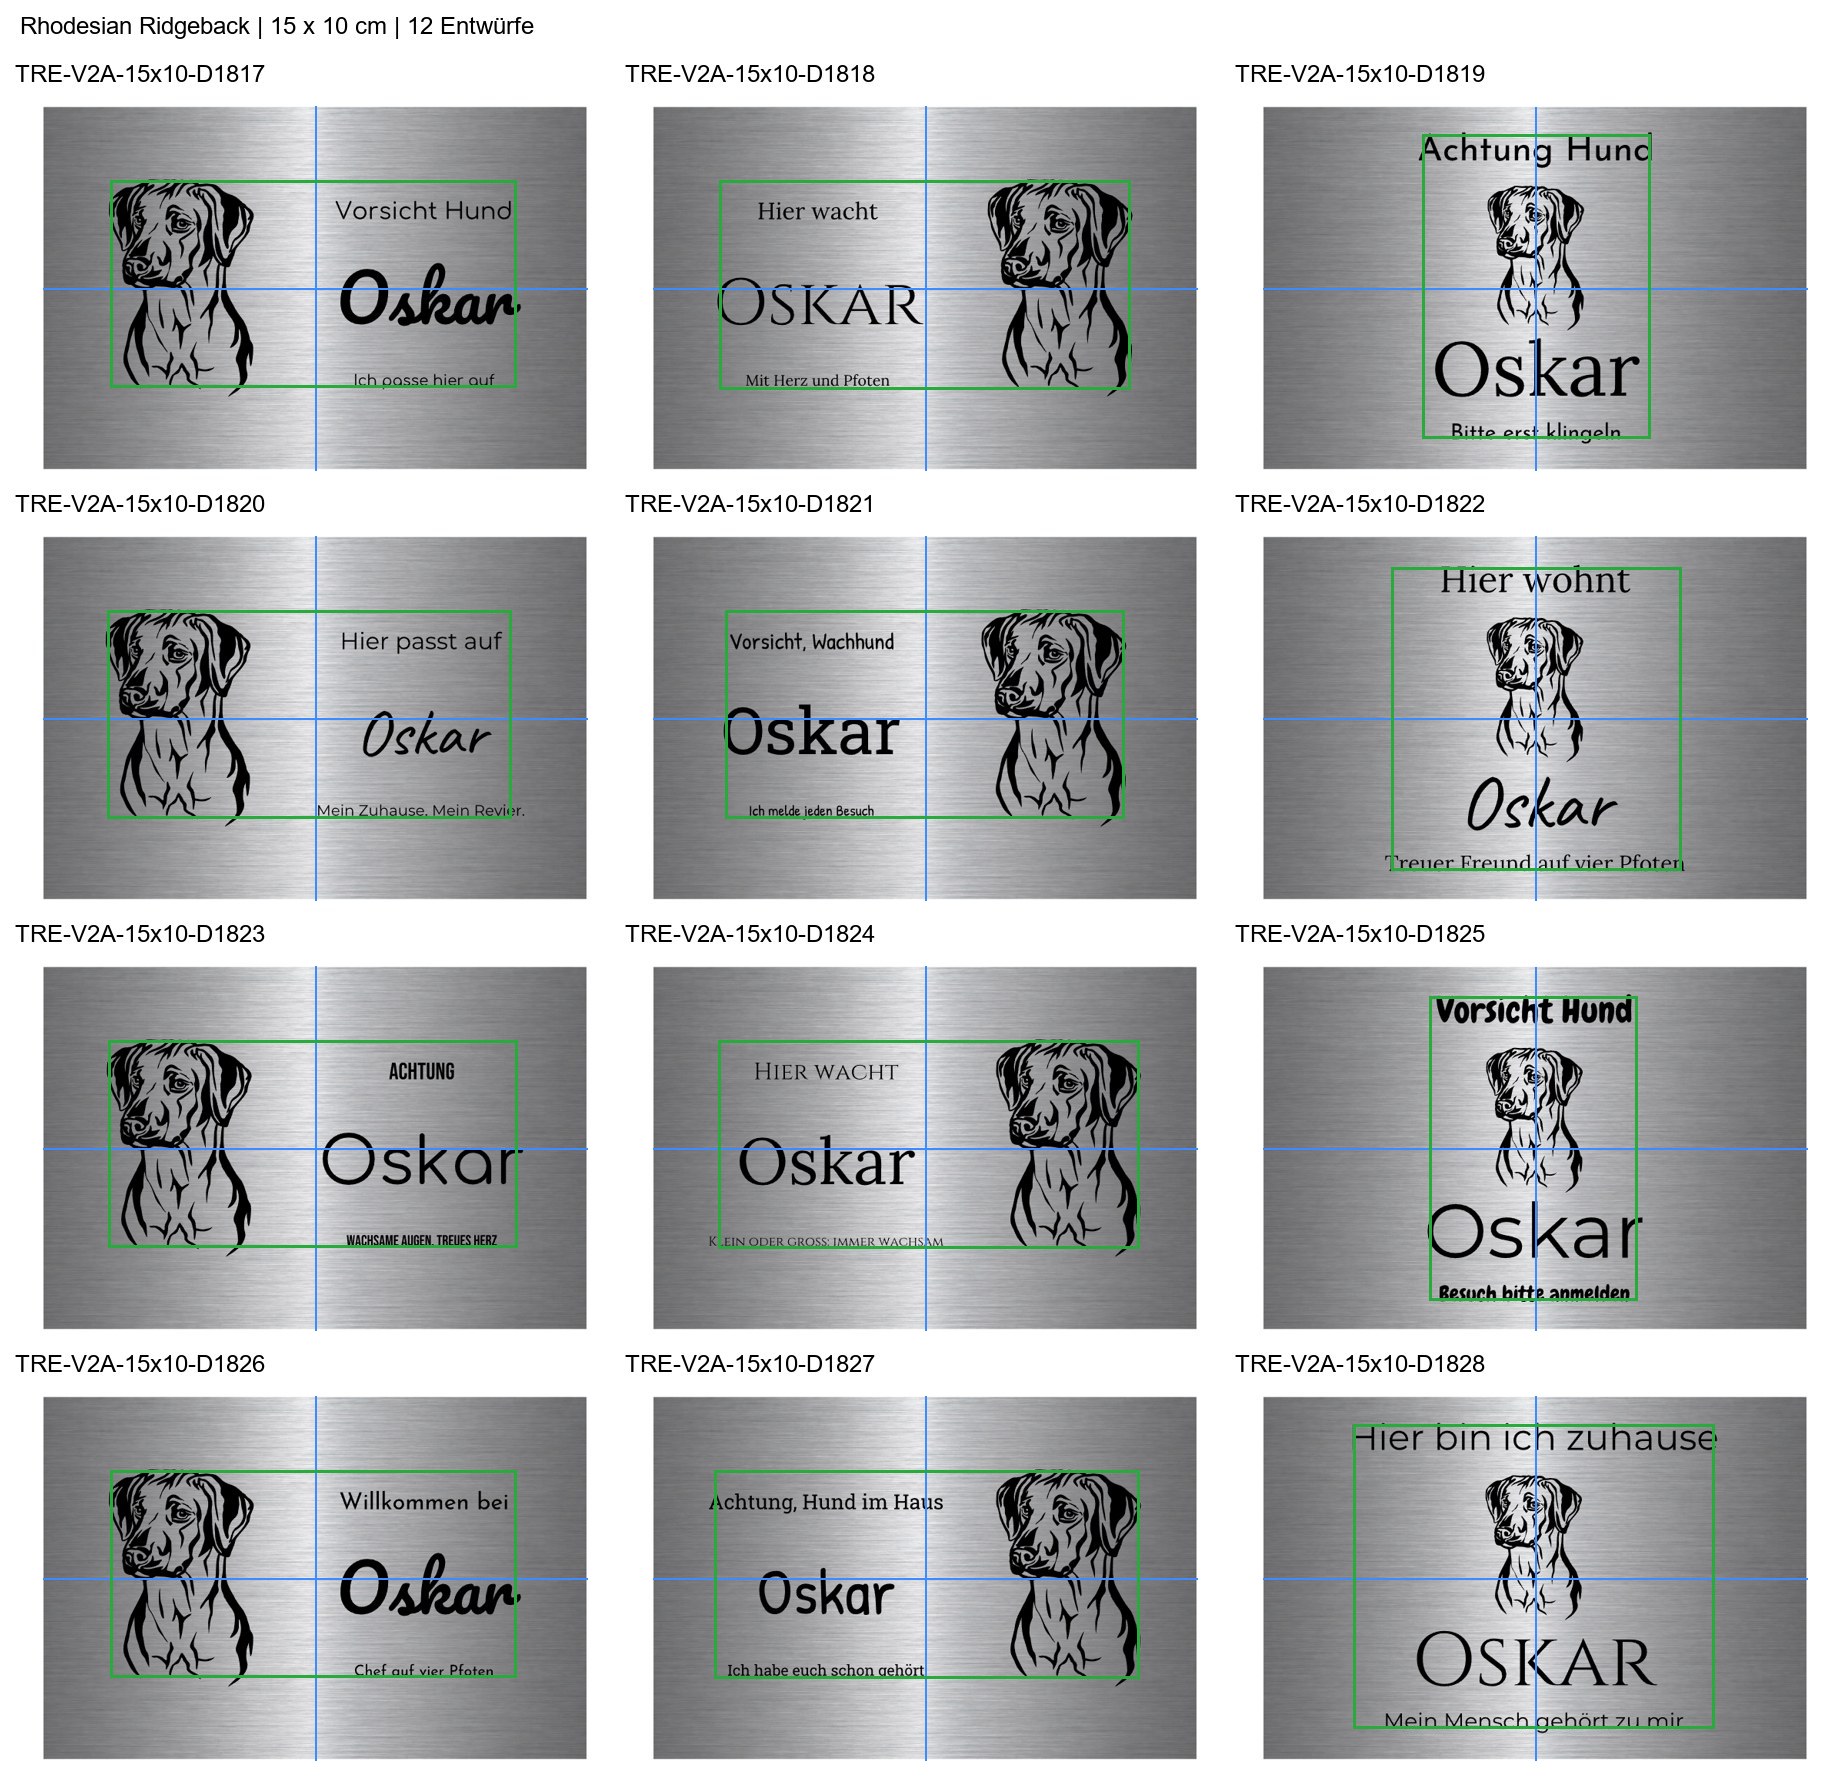 Rhodesian Ridgeback | 15 x 10 cm | 12 Entwürfe
TRE-V2A-15x10-D1817
Vorsicht Hund
Oskar
Ich passe hier auf
TRE-V2A-15x10-D1818
Hier wacht
OSKAR
Mit Herz und Pfoten
TRE-V2A-15x10-D1819
Achtung Hund
Oskar
Bitte erst klingeln
TRE-V2A-15x10-D1820
Hier passt auf
Oskar
Mein Zuhause. Mein Revier.
TRE-V2A-15x10-D1821
Vorsicht, Wachhund
Oskar
Ich melde jeden Besuch
TRE-V2A-15x10-D1822
Hier wohnt
Oskar
Treuer Freund auf vier Pfoten
TRE-V2A-15x10-D1823
ACHTUNG
Oskar
WACHSAME AUGEN. TREUES HERZ
TRE-V2A-15x10-D1824
HIER WACHT
Oskar
KLEIN ODER GROSS: IMMER WACHSAM
TRE-V2A-15x10-D1825
Vorsicht Hund
Oskar
Besuch bitte anmelden
TRE-V2A-15x10-D1826
Willkommen bei
Oskar
Chef auf vier Pfoten
TRE-V2A-15x10-D1827
Achtung, Hund im Haus
Oskar
Ich habe euch schon gehört
TRE-V2A-15x10-D1828
Hier bin ich zuhause
OSKAR
Mein Mensch gehört zu mir